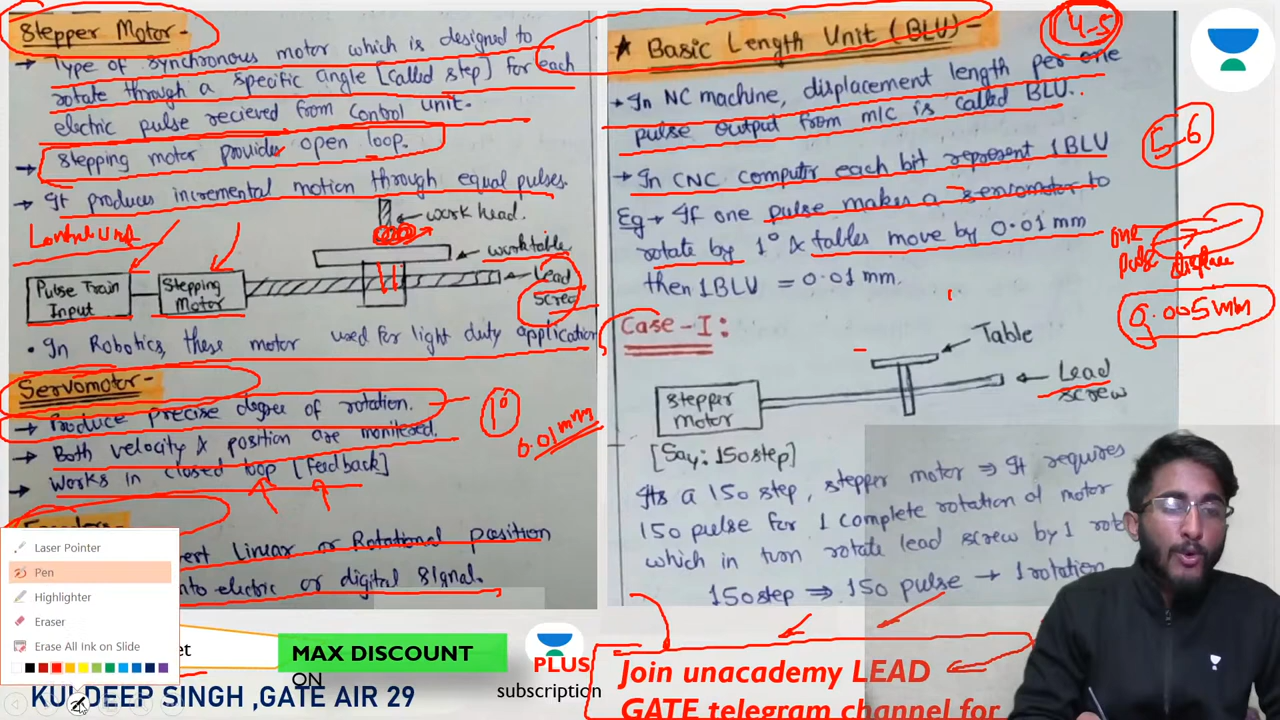 Stepper Motor-
→ Type of synchronous motor which is designed to
rotate through a specific angle [called step] for each
electric pulse recieved from control unit.
→ Stepping motor provides open loop.
→ It produces incremental motion through equal pulses.
Control unit
work head.
worktable
Lead
screw
Pulse Train
Input
Stepping
Motor
• In Robotics, these motor used for light duty application
Servomotor-
→ Produce precise degree of rotation.
→ Both velocity & position are monitered.
→ works in closed loop [feedback]
1°
0.01mm
vert Linear or Rotational position
into electric or digital signal.
Laser Pointer
Pen
Highlighter
Eraser
Erase All Ink on Slide
et
KULDEEP SINGH ,GATE AIR 29
MAX DISCOUNT
ON
PLUS
subscription
★ Basic Length Unit (BLU)-
4-5
→ In NC machine, displacement length per one
pulse output from m/c is called BLU.
→ In CNC computer each bit represent 1BLU
5-6
Eg → If one pulse makes a servomotor to
rotate by 1° & tables move by 0.01 mm
then 1BLU = 0.01 mm.
one
pulse displace
0.005mm
Case-I:
Table
Lead
screw
stepper
motor
[Say: 150step]
Its a 150 step, stepper motor ⇒ It requires
150 pulse for 1 complete rotation of motor
which in turn rotate lead screw by 1 rot
150step ⇒ 150 pulse → 1 rotation
Join unacademy LEAD
GATE telegram channel for